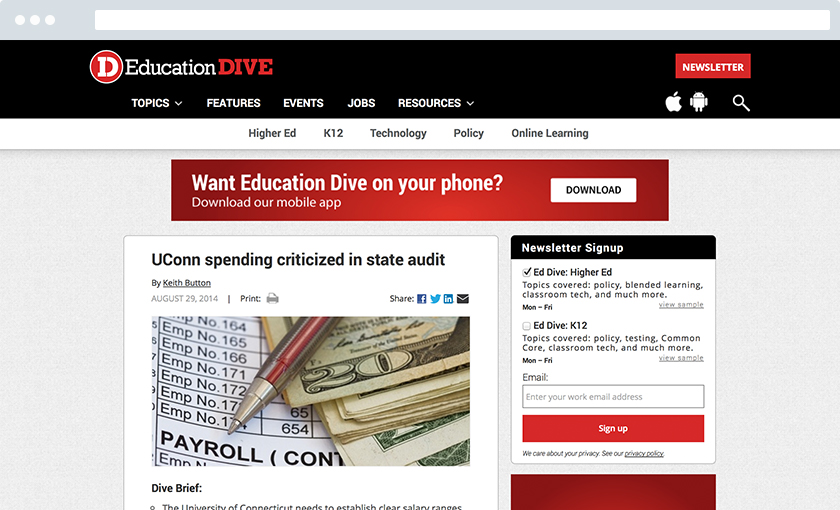 D Education DIVE
NEWSLETTER
TOPICS FEATURES EVENTS JOBS RESOURCES
Higher Ed K12 Technology Policy Online Learning
Want Education Dive on your phone?
Download our mobile app
DOWNLOAD
UConn spending criticized in state audit
By Keith Button
AUGUST 29, 2014 | Print: Share:
Emp No.164
Emp No.165
Emp No.166
Emp No.171
Emp No.172
Emp No.173
Emp No.174
654
PAYROLL ( CONT
20
Dive Brief:
The University of Connecticut needs to establish clear salary ranges
Newsletter Signup
Ed Dive: Higher Ed
Topics covered: policy, blended learning,
classroom tech, and much more.
Mon – Fri view sample
Ed Dive: K12
Topics covered: policy, testing, Common
Core, classroom tech, and much more.
Mon – Fri view sample
Email:
Enter your work email address
Sign up
We care about your privacy. See our privacy policy.